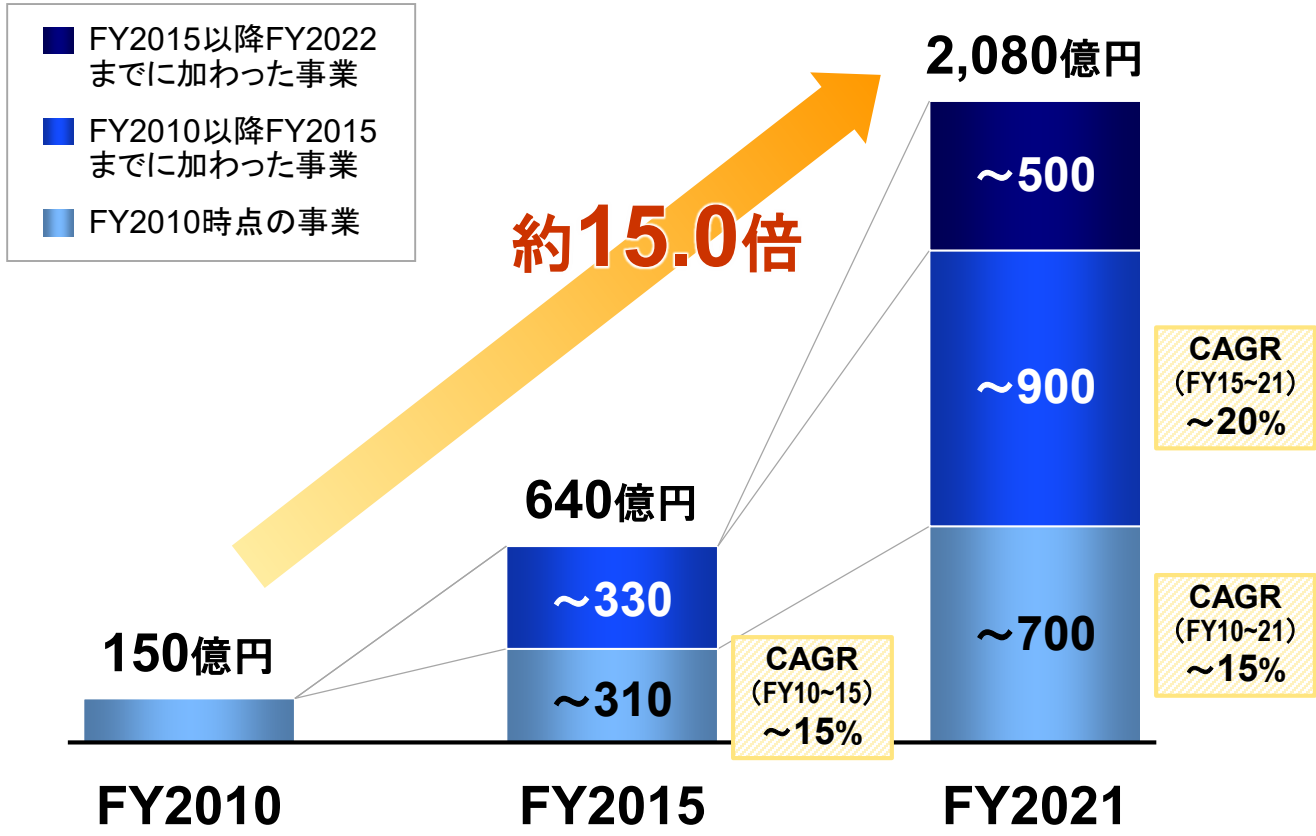 FY2015以降FY2022
までに加わった事業
FY2010以降FY2015
までに加わった事業
FY2010時点の事業
約15.0倍
150億円
640億円
～330
～310
CAGR
（FY10~15）
～15%
2,080億円
～500
～900
～700
CAGR
（FY15~21）
～20%
CAGR
（FY10~21）
～15%
FY2010
FY2015
FY2021